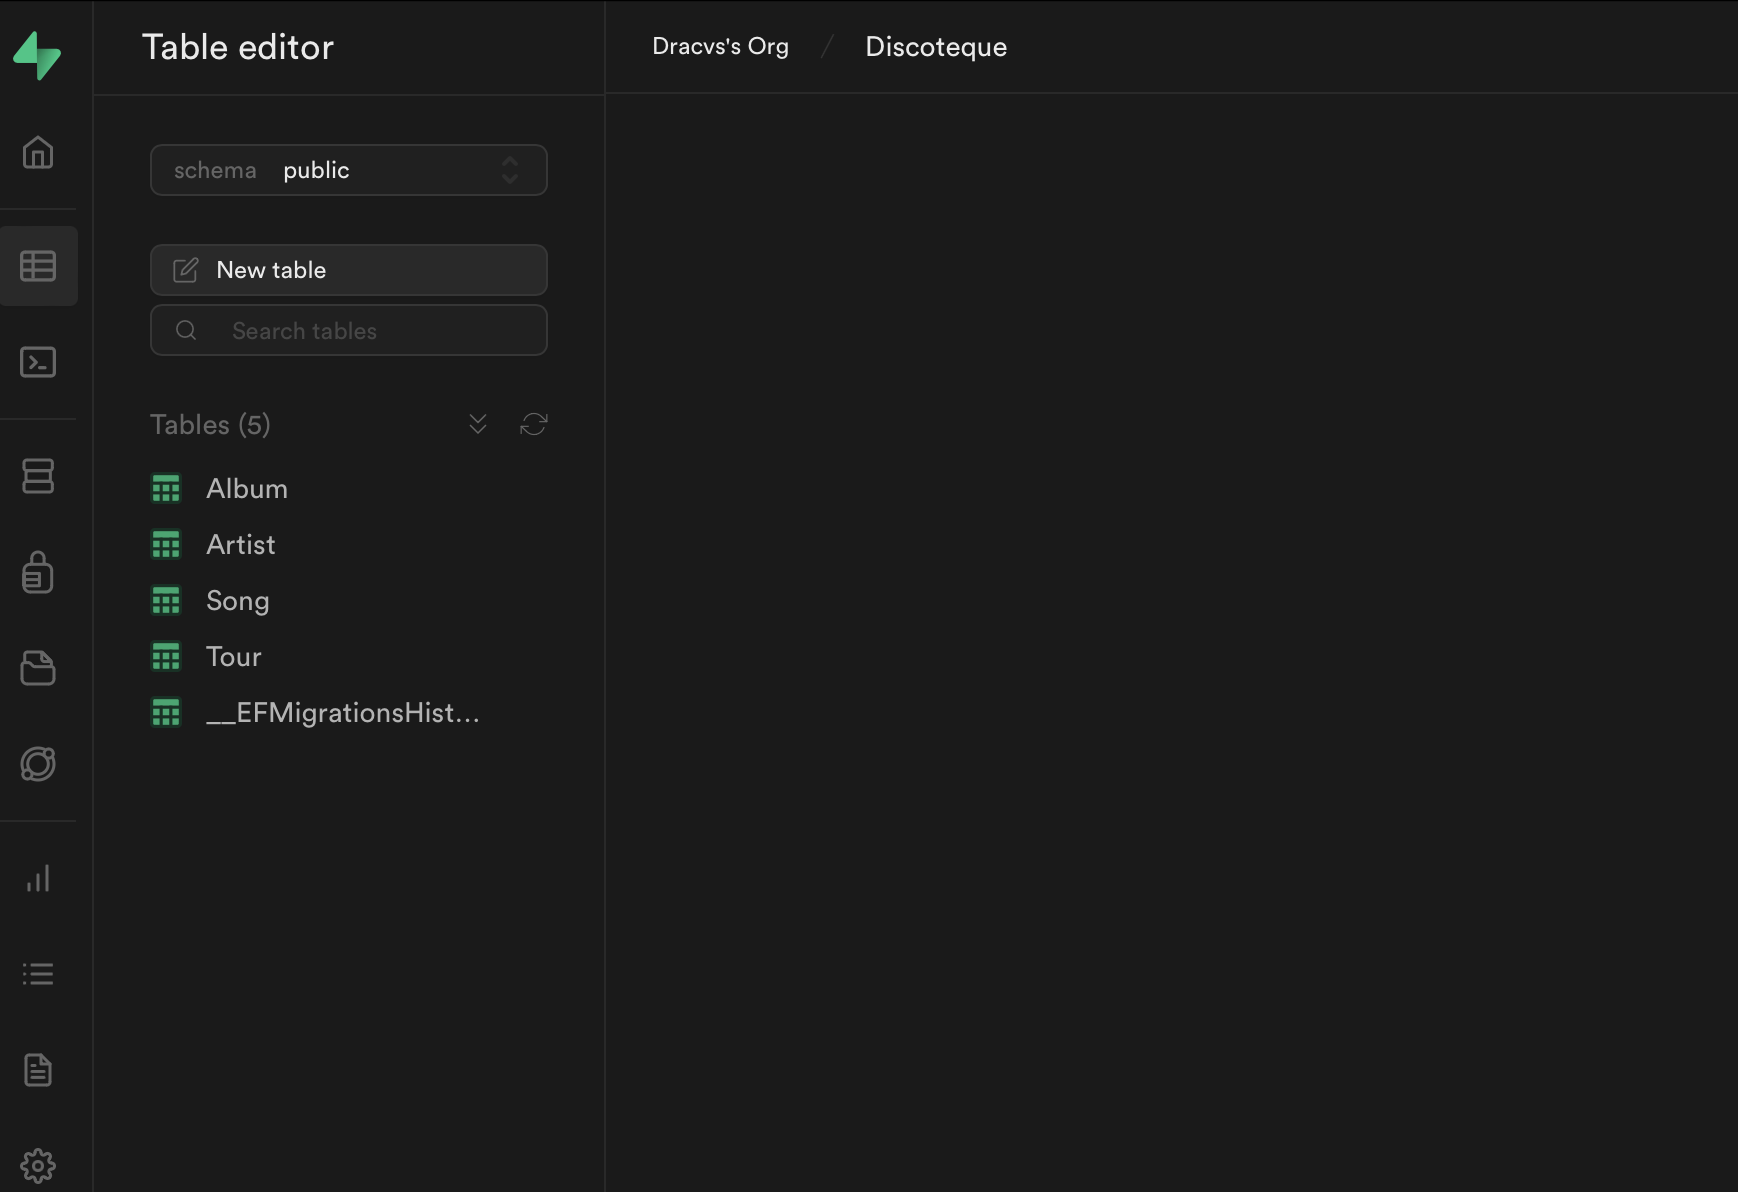 Table editor
Dracvs's Org / Discoteque
schema public
New table
Search tables
Tables (5)
Album
Artist
Song
Tour
__EFMigrationsHist...